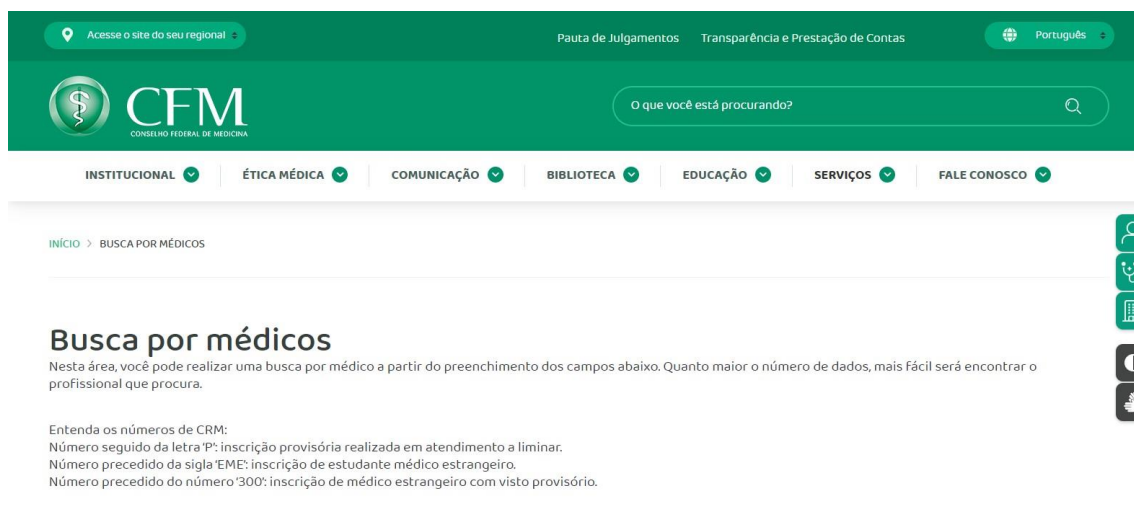 Acesse o site do seu regional
Pauta de Julgamentos
Transparência e Prestação de Contas
Português
CFM
CONSELHO FEDERAL DE MEDICINA
O que você está procurando?
INSTITUCIONAL
ÉTICA MÉDICA
COMUNICAÇÃO
BIBLIOTECA
EDUCAÇÃO
SERVIÇOS
FALE CONOSCO
INÍCIO > BUSCA POR MÉDICOS
Busca por médicos
Nesta área, você pode realizar uma busca por médico a partir do preenchimento dos campos abaixo. Quanto maior o número de dados, mais fácil será encontrar o
profissional que procura.
Entenda os números de CRM:
Número seguido da letra 'P': inscrição provisória realizada em atendimento a liminar.
Número precedido da sigla 'EME': inscrição de estudante médico estrangeiro.
Número precedido do número '300': inscrição de médico estrangeiro com visto provisório.